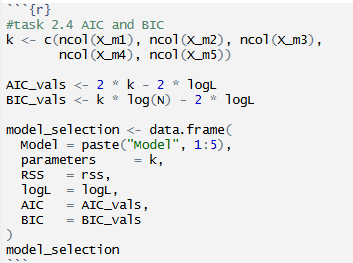 ```{r}
#task 2.4 AIC and BIC
k <- c(ncol(X_m1), ncol(X_m2), ncol(X_m3),
       ncol(X_m4), ncol(X_m5))

AIC_vals <- 2 * k - 2 * logL
BIC_vals <- k * log(N) - 2 * logL

model_selection <- data.frame(
  Model = paste("Model", 1:5),
  parameters     = k,
  RSS   = rss,
  logL  = logL,
  AIC   = AIC_vals,
  BIC   = BIC_vals
)
model_selection
```